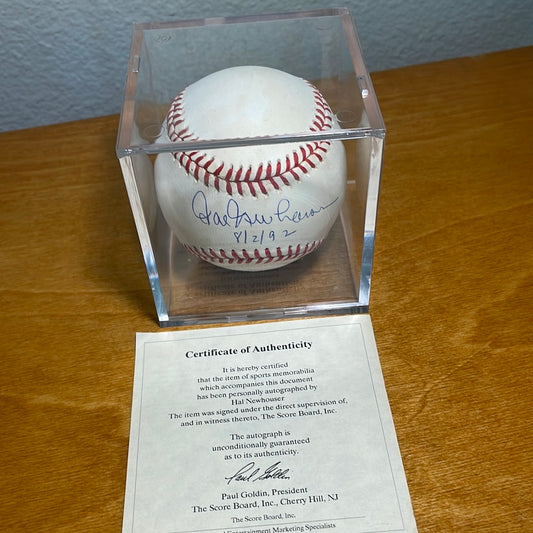 Hal Newhouser
8/2/92
Certificate of Authenticity
It is hereby certified
that the item of sports memorabilia
which accompanies this document
has been personally autographed by
Hal Newhouser
The item was signed under the direct supervision of,
and in witness thereto, The Score Board, Inc.
The autograph is
unconditionally guaranteed
as to its authenticity.
Paul Goldin
Paul Goldin, President
The Score Board, Inc., Cherry Hill, NJ
The Score Board, Inc.
Entertainment Marketing Specialists